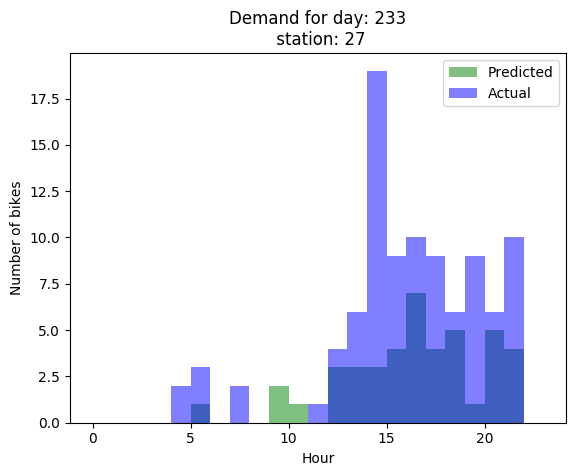 Demand for day: 233
station: 27
Predicted
Actual
17.5
15.0
12.5
10.0
7.5
5.0
2.5
0.0
Number of bikes
0 5 10 15 20
Hour